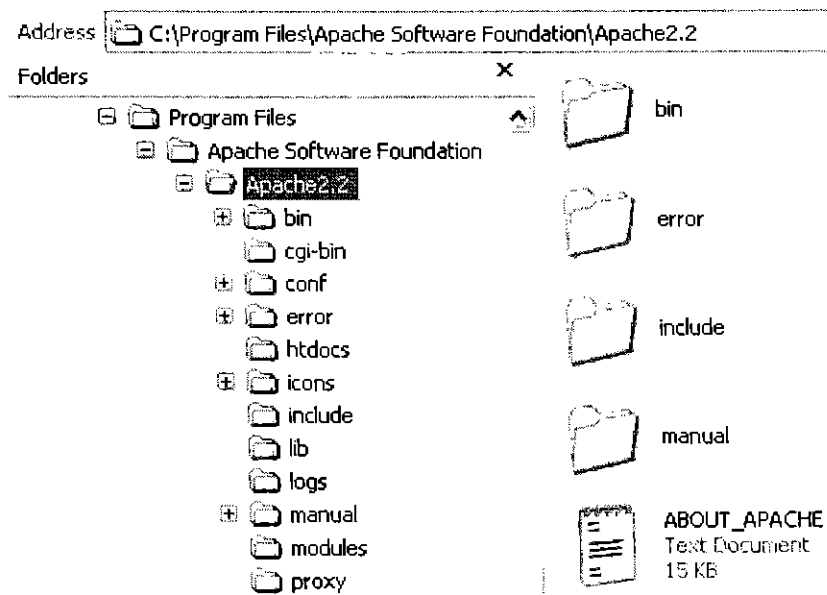 Address C:\Program Files\Apache Software Foundation\Apache2.2
Folders
Program Files
Apache Software Foundation
Apache2.2
bin
cgi-bin
conf
error
htdocs
icons
include
lib
logs
manual
modules
proxy
bin
error
include
manual
ABOUT_APACHE
Text Document
15 KB